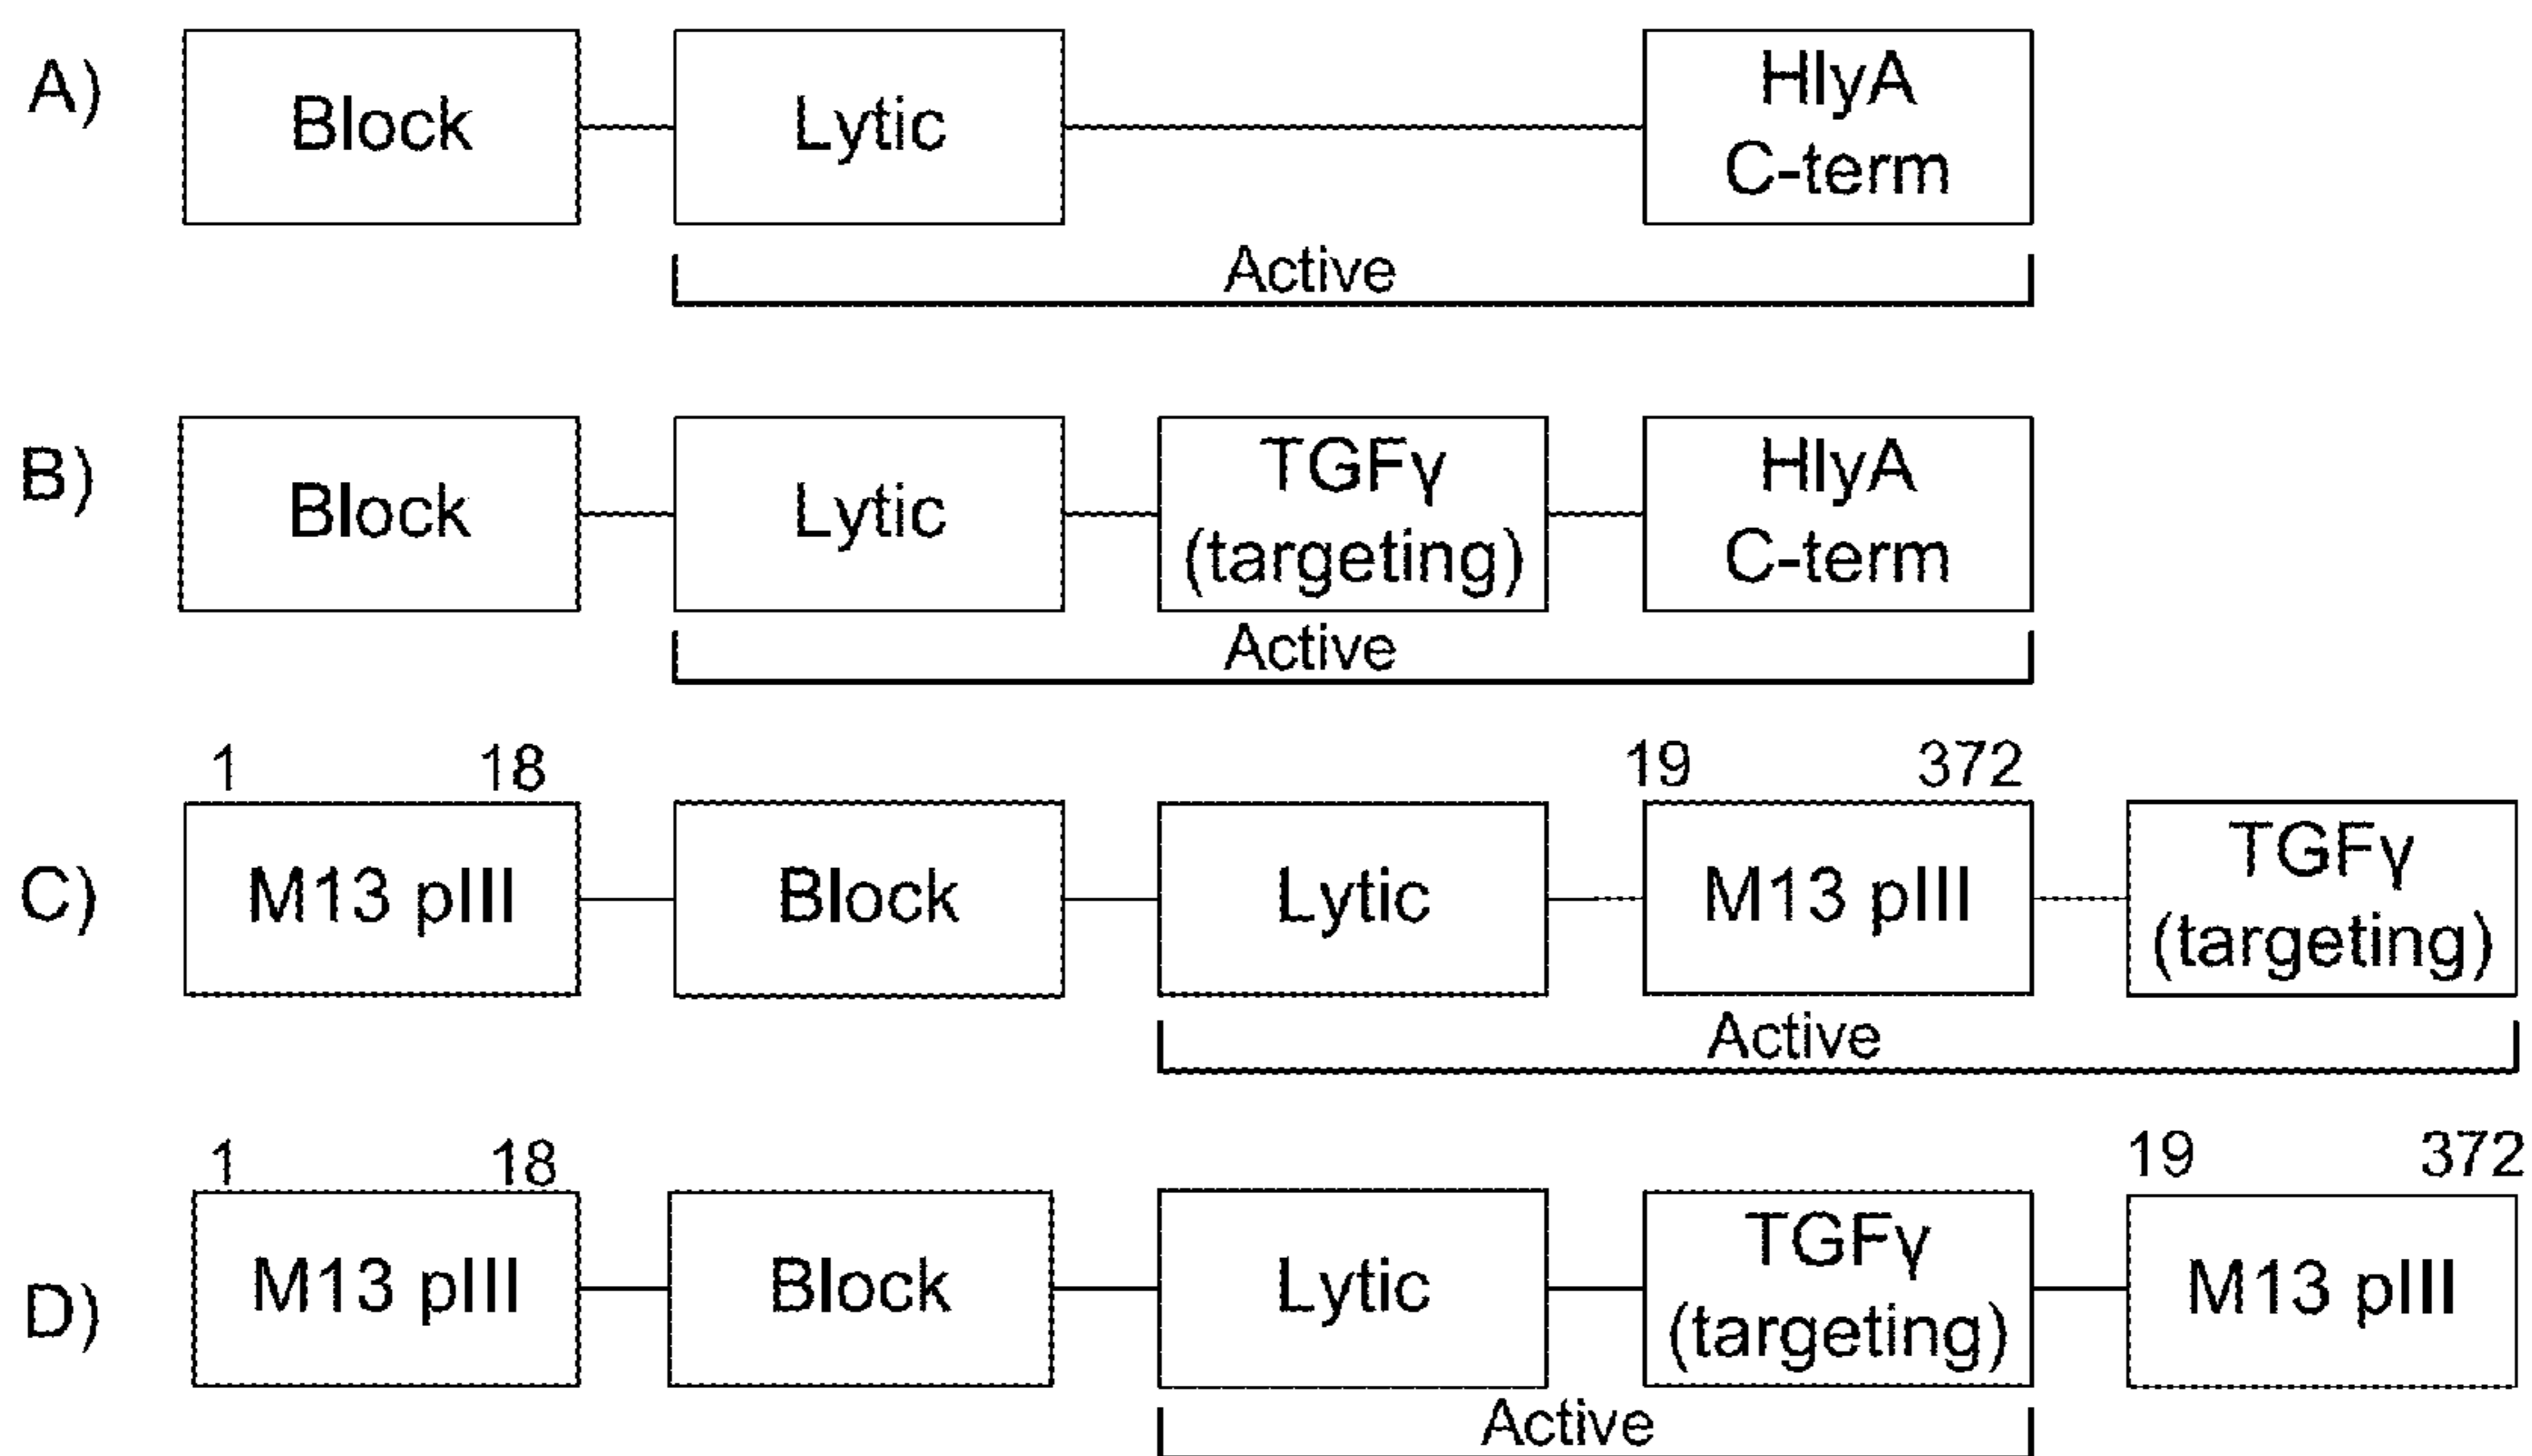 A)
Block
Lytic
HlyA
C-term
Active
B)
Block
Lytic
TGFγ
(targeting)
HlyA
C-term
Active
1 18 19 372
C)
M13 pIII
Block
Lytic
M13 pIII
TGFγ
(targeting)
Active
1 18 19 372
D)
M13 pIII
Block
Lytic
TGFγ
(targeting)
M13 pIII
Active